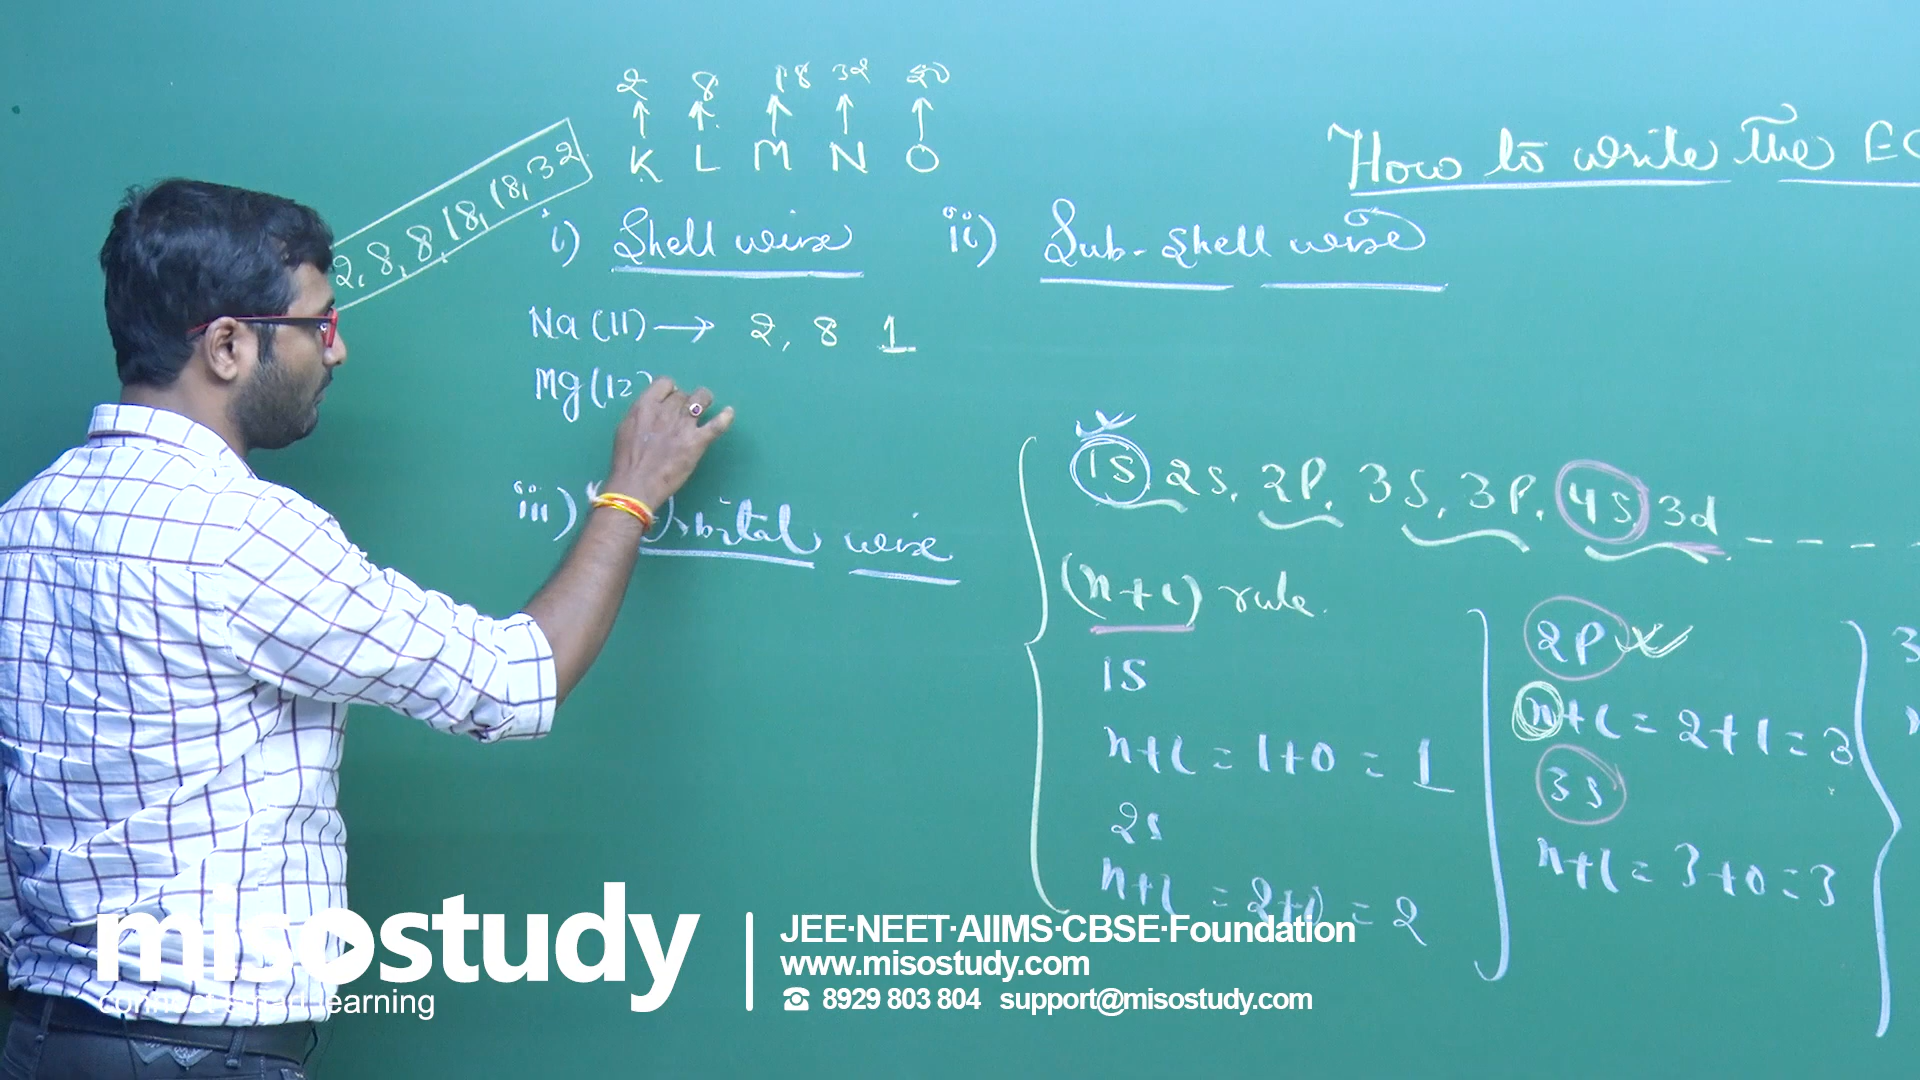 2 8 18 32 50
K L M N O
2, 8, 8, 18, 18, 32
How to write the EC
i) Shell wise
ii) Sub-Shell wise
Na (11) → 2, 8 1
Mg (12)
iii) Orbital wise
1S, 2S, 2P, 3S, 3P, 4S, 3d - - - -
(n+l) rule.
1S
n+l = 1+0 = 1
2s
n+l = 2+0 = 2
2P
n+l = 2+1 = 3
3s
n+l = 3+0 = 3
misostudy
connect smart learning
JEE·NEET·AIIMS·CBSE·Foundation
www.misostudy.com
☎ 8929 803 804 support@misostudy.com